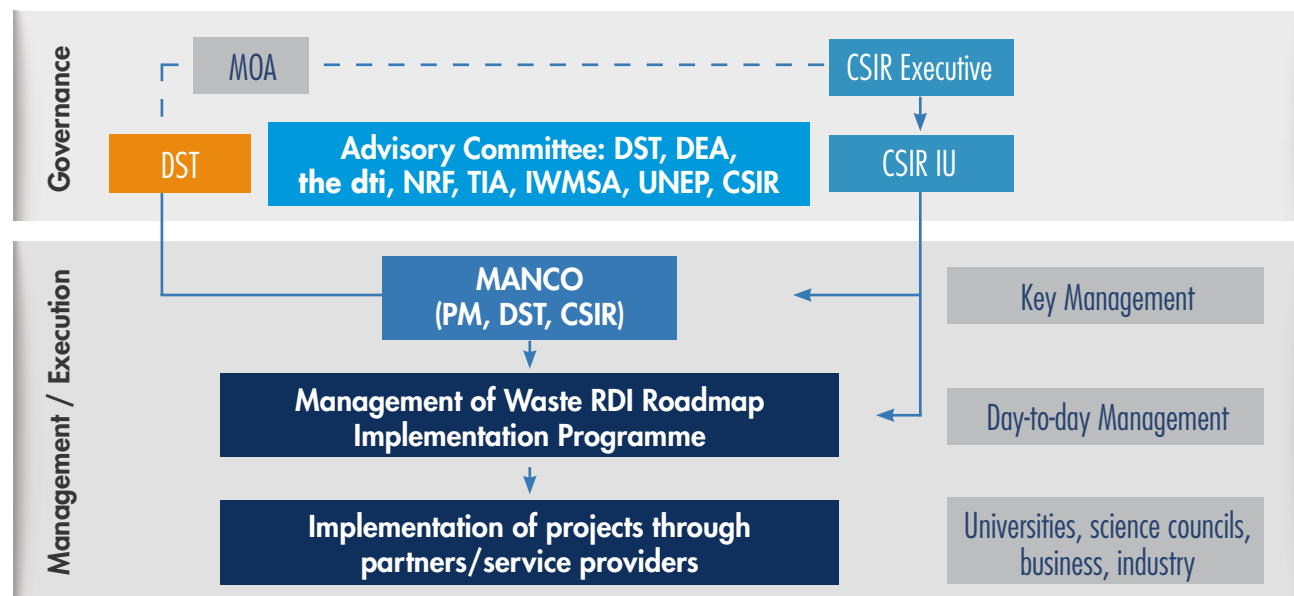 Governance
MOA
CSIR Executive
DST
Advisory Committee: DST, DEA,
the dti, NRF, TIA, IWMSA, UNEP, CSIR
CSIR IU
Management / Execution
MANCO
(PM, DST, CSIR)
Key Management
Management of Waste RDI Roadmap
Implementation Programme
Day-to-day Management
Implementation of projects through
partners/service providers
Universities, science councils,
business, industry